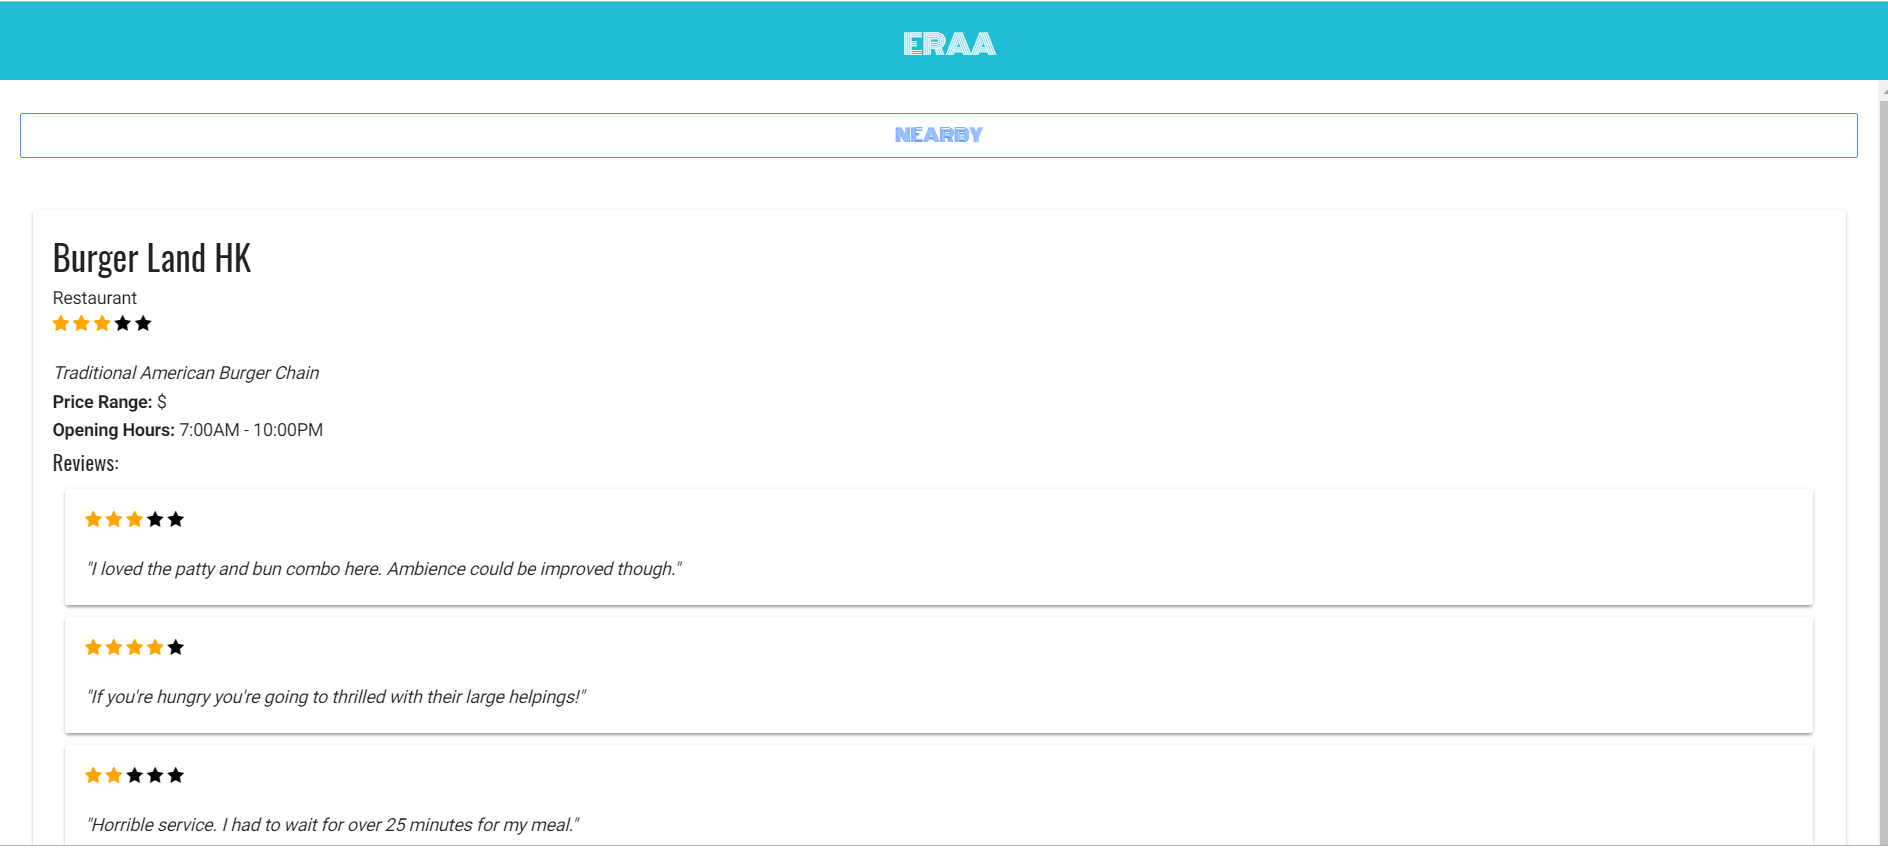 ERAA
NEARBY
Burger Land HK
Restaurant
Traditional American Burger Chain
Price Range: $
Opening Hours: 7:00AM - 10:00PM
Reviews:
"I loved the patty and bun combo here. Ambience could be improved though."
"If you're hungry you're going to thrilled with their large helpings!"
"Horrible service. I had to wait for over 25 minutes for my meal."